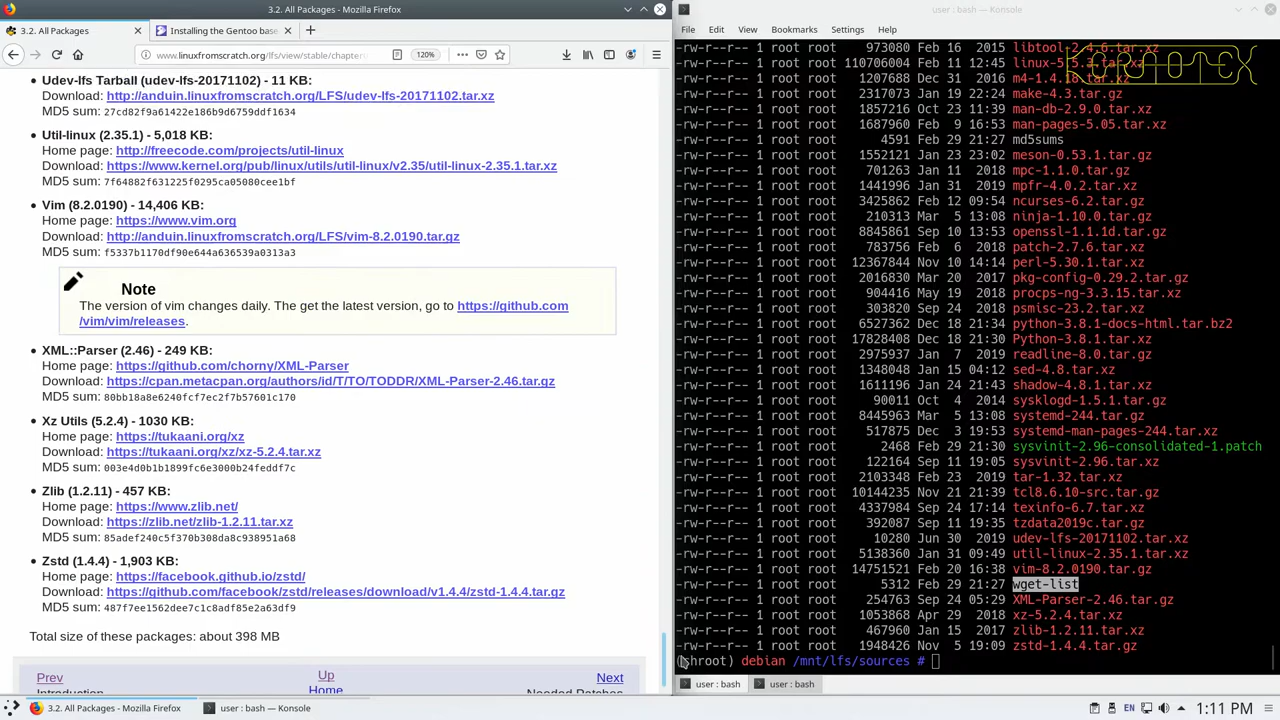 3.2. All Packages - Mozilla Firefox
3.2. All Packages
Installing the Gentoo base
www.linuxfromscratch.org/lfs/view/stable/chapter
120%
Udev-lfs Tarball (udev-lfs-20171102) - 11 KB:
Download: http://anduin.linuxfromscratch.org/LFS/udev-lfs-20171102.tar.xz
MD5 sum: 27cd82f9a61422e186b9d6759ddf1634
Util-linux (2.35.1) - 5,018 KB:
Home page: http://freecode.com/projects/util-linux
Download: https://www.kernel.org/pub/linux/utils/util-linux/v2.35/util-linux-2.35.1.tar.xz
MD5 sum: 7f64882f631225f0295ca05080cee1bf
Vim (8.2.0190) - 14,406 KB:
Home page: https://www.vim.org
Download: http://anduin.linuxfromscratch.org/LFS/vim-8.2.0190.tar.gz
MD5 sum: f5337b1170df90e644a636539a0313a3
Note
The version of vim changes daily. The get the latest version, go to https://github.com
/vim/vim/releases.
XML::Parser (2.46) - 249 KB:
Home page: https://github.com/chorny/XML-Parser
Download: https://cpan.metacpan.org/authors/id/T/TO/TODDR/XML-Parser-2.46.tar.gz
MD5 sum: 80bb18a8e6240fcf7ec2f7b57601c170
Xz Utils (5.2.4) - 1030 KB:
Home page: https://tukaani.org/xz
Download: https://tukaani.org/xz/xz-5.2.4.tar.xz
MD5 sum: 003e4d0b1b1899fc6e3000b24feddf7c
Zlib (1.2.11) - 457 KB:
Home page: https://www.zlib.net/
Download: https://zlib.net/zlib-1.2.11.tar.xz
MD5 sum: 85adef240c5f370b308da8c938951a68
Zstd (1.4.4) - 1,903 KB:
Home page: https://facebook.github.io/zstd/
Download: https://github.com/facebook/zstd/releases/download/v1.4.4/zstd-1.4.4.tar.gz
MD5 sum: 487f7ee1562dee7c1c8adf85e2a63df9
Total size of these packages: about 398 MB
Prev Up Next
Introduction Home Needed Patches
user : bash — Konsole
File Edit View Bookmarks Settings Help
-rw-r--r-- 1 root root 973080 Feb 16 2015 libtool-2.4.6.tar.xz
-rw-r--r-- 1 root root 110706004 Feb 11 12:45 linux-5.5.3.tar.xz
-rw-r--r-- 1 root root 1207688 Dec 31 2016 m4-1.4.18.tar.xz
-rw-r--r-- 1 root root 2317073 Jan 19 22:24 make-4.3.tar.gz
-rw-r--r-- 1 root root 1857216 Oct 23 11:39 man-db-2.9.0.tar.xz
-rw-r--r-- 1 root root 1687960 Feb 9 16:53 man-pages-5.05.tar.xz
-rw-r--r-- 1 root root 4591 Feb 29 21:27 md5sums
-rw-r--r-- 1 root root 1552121 Jan 23 23:02 meson-0.53.1.tar.gz
-rw-r--r-- 1 root root 701263 Jan 11 2018 mpc-1.1.0.tar.gz
-rw-r--r-- 1 root root 1441996 Jan 31 2019 mpfr-4.0.2.tar.xz
-rw-r--r-- 1 root root 3425862 Feb 12 09:54 ncurses-6.2.tar.gz
-rw-r--r-- 1 root root 210313 Mar 5 13:08 ninja-1.10.0.tar.gz
-rw-r--r-- 1 root root 8845861 Sep 10 13:53 openssl-1.1.1d.tar.gz
-rw-r--r-- 1 root root 783756 Feb 6 2018 patch-2.7.6.tar.xz
-rw-r--r-- 1 root root 12367844 Nov 10 14:14 perl-5.30.1.tar.xz
-rw-r--r-- 1 root root 2016830 Mar 20 2017 pkg-config-0.29.2.tar.gz
-rw-r--r-- 1 root root 904416 May 19 2018 procps-ng-3.3.15.tar.xz
-rw-r--r-- 1 root root 303820 Sep 24 2018 psmisc-23.2.tar.xz
-rw-r--r-- 1 root root 6527362 Dec 18 21:34 python-3.8.1-docs-html.tar.bz2
-rw-r--r-- 1 root root 17828408 Dec 18 21:34 Python-3.8.1.tar.xz
-rw-r--r-- 1 root root 2975937 Jan 7 2019 readline-8.0.tar.gz
-rw-r--r-- 1 root root 1348048 Jan 15 04:12 sed-4.8.tar.xz
-rw-r--r-- 1 root root 1611196 Jan 24 21:43 shadow-4.8.1.tar.xz
-rw-r--r-- 1 root root 90011 Oct 4 2014 sysklogd-1.5.1.tar.gz
-rw-r--r-- 1 root root 8445963 Mar 5 13:08 systemd-244.tar.gz
-rw-r--r-- 1 root root 517875 Dec 3 19:53 systemd-man-pages-244.tar.xz
-rw-r--r-- 1 root root 2468 Feb 29 21:30 sysvinit-2.96-consolidated-1.patch
-rw-r--r-- 1 root root 122164 Sep 11 19:05 sysvinit-2.96.tar.xz
-rw-r--r-- 1 root root 2103348 Feb 23 2019 tar-1.32.tar.xz
-rw-r--r-- 1 root root 10144235 Nov 21 21:39 tcl8.6.10-src.tar.gz
-rw-r--r-- 1 root root 4337984 Sep 24 17:14 texinfo-6.7.tar.xz
-rw-r--r-- 1 root root 392087 Sep 11 19:35 tzdata2019c.tar.gz
-rw-r--r-- 1 root root 10280 Jun 30 2019 udev-lfs-20171102.tar.xz
-rw-r--r-- 1 root root 5138360 Jan 31 09:49 util-linux-2.35.1.tar.xz
-rw-r--r-- 1 root root 14751521 Feb 20 16:38 vim-8.2.0190.tar.gz
-rw-r--r-- 1 root root 5312 Feb 29 21:27 wget-list
-rw-r--r-- 1 root root 254763 Sep 24 05:29 XML-Parser-2.46.tar.gz
-rw-r--r-- 1 root root 1053868 Apr 29 2018 xz-5.2.4.tar.xz
-rw-r--r-- 1 root root 467960 Jan 15 2017 zlib-1.2.11.tar.xz
-rw-r--r-- 1 root root 1948426 Nov 5 19:09 zstd-1.4.4.tar.gz
(chroot) debian /mnt/lfs/sources #
user : bash user : bash
3.2. All Packages - Mozilla Firefox user : bash — Konsole EN 1:11 PM